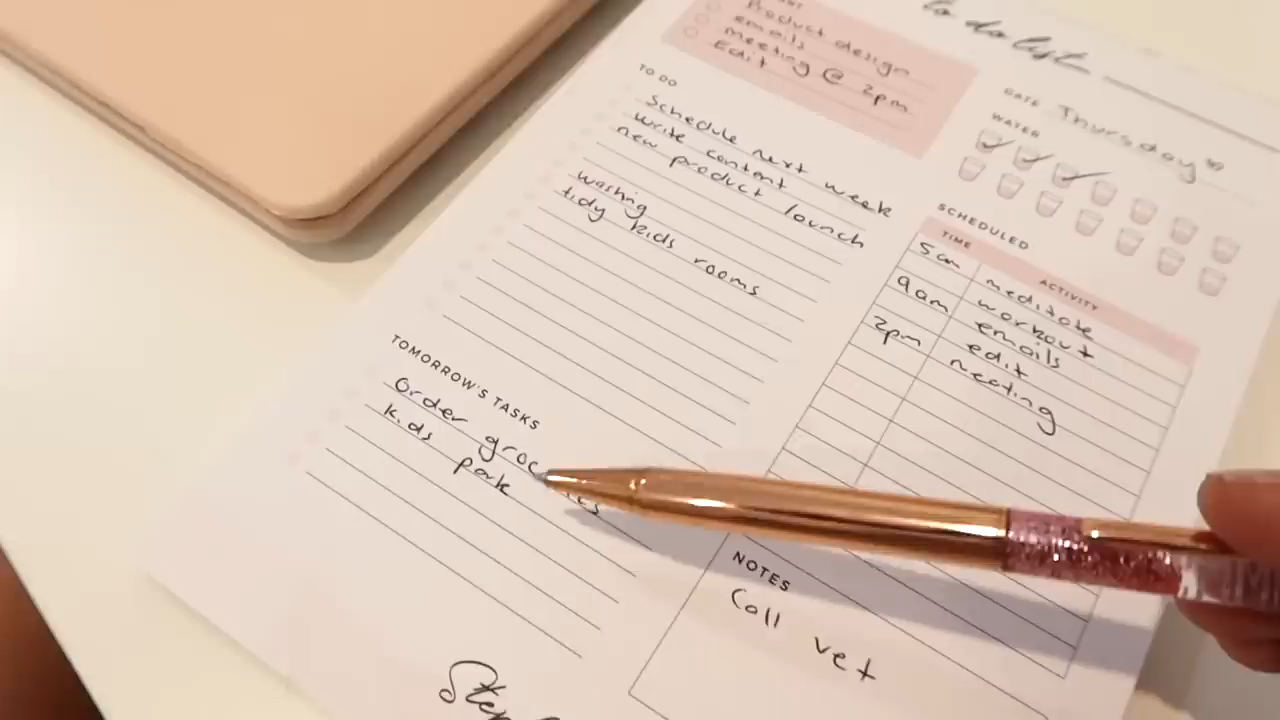 to do list
Product design
emails
meeting @ 2pm
Edit
DATE Thursday
WATER
TO DO
Schedule next week
write content
new product launch
washing
tidy kids rooms
SCHEDULED
TIME ACTIVITY
5am meditate
workout
9am emails
edit
2pm meeting
TOMORROW'S TASKS
Order
kids park
NOTES
Call vet